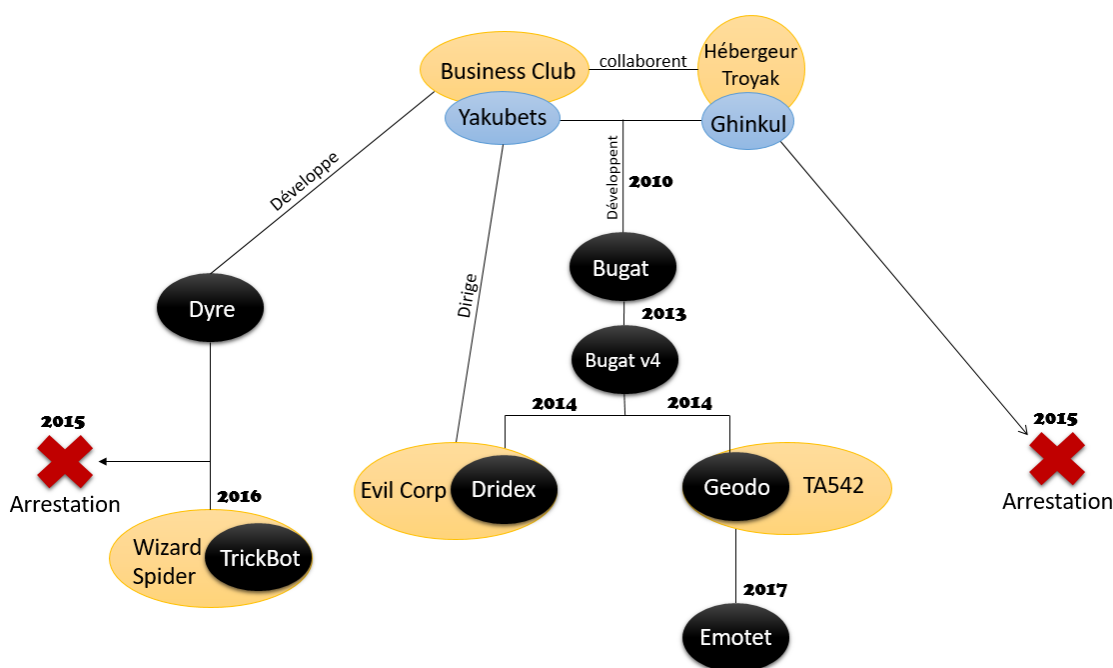 Business Club
collaborent
Hébergeur
Troyak
Yakubets
Ghinkul
Développe
Développent
2010
Bugat
Dirige
Dyre
2013
Bugat v4
2014
2014
2015
Arrestation
2015
Arrestation
Evil Corp
Dridex
Geodo
TA542
2016
Wizard
Spider
TrickBot
2017
Emotet